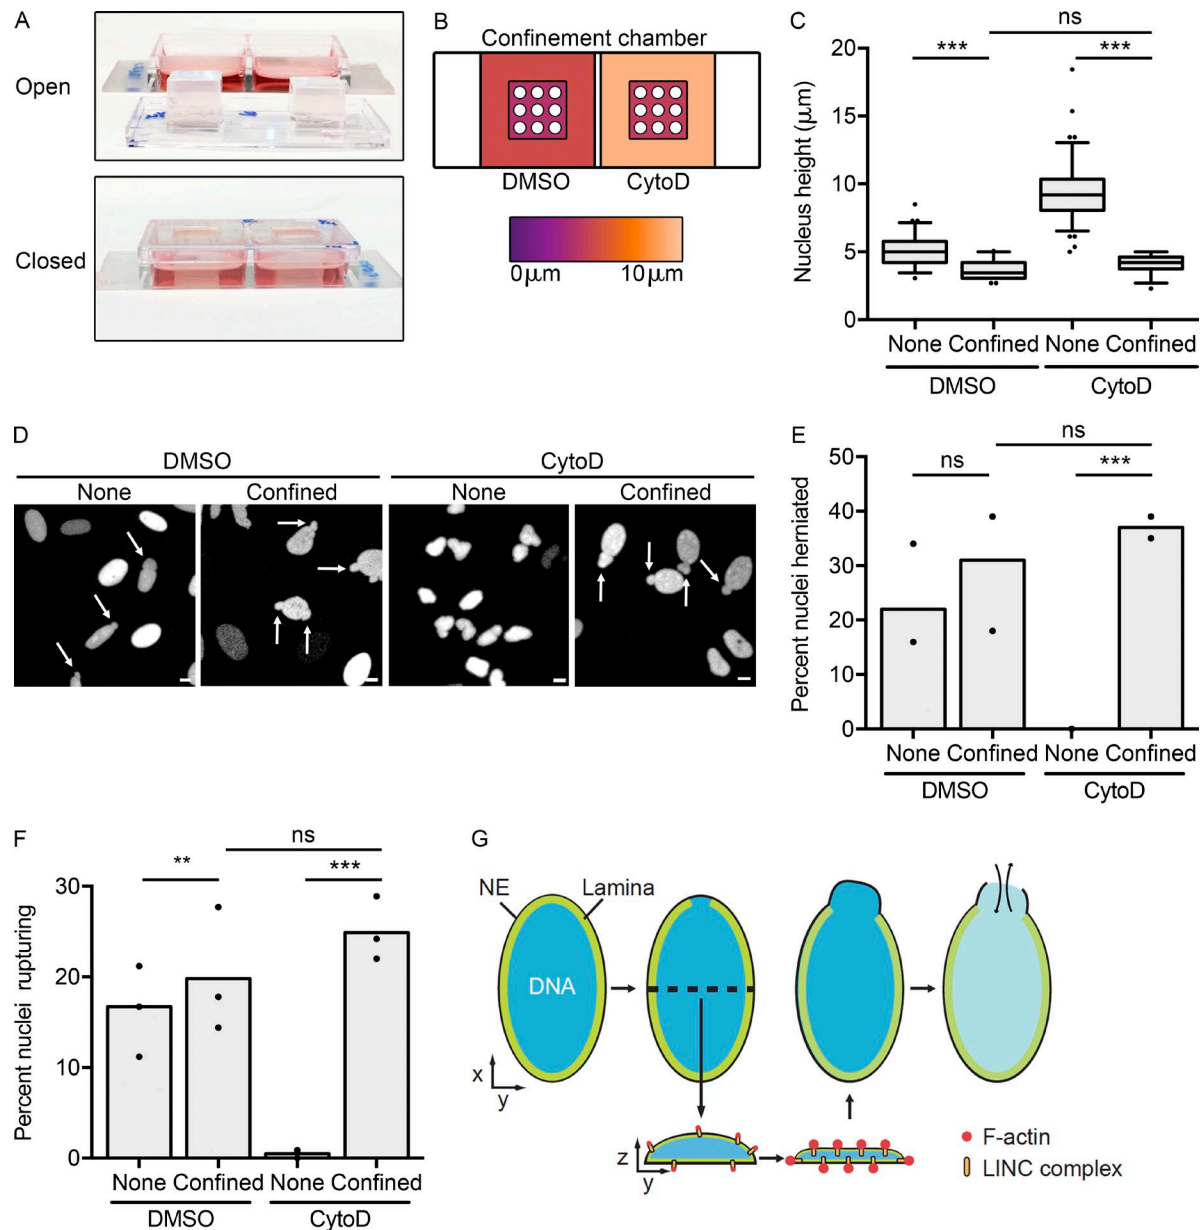 A
Open
Closed
B
Confinement chamber
DMSO
CytoD
0μm
10μm
C
ns
***
***
Nucleus height (μm)
20
15
10
5
0
None Confined None Confined
DMSO
CytoD
D
DMSO
CytoD
None
Confined
None
Confined
E
ns
ns
***
Percent nuclei herniated
50
40
30
20
10
0
None Confined None Confined
DMSO
CytoD
F
ns
**
***
Percent nuclei rupturing
30
20
10
0
None Confined None Confined
DMSO
CytoD
G
NE
Lamina
DNA
x
y
z
y
F-actin
LINC complex